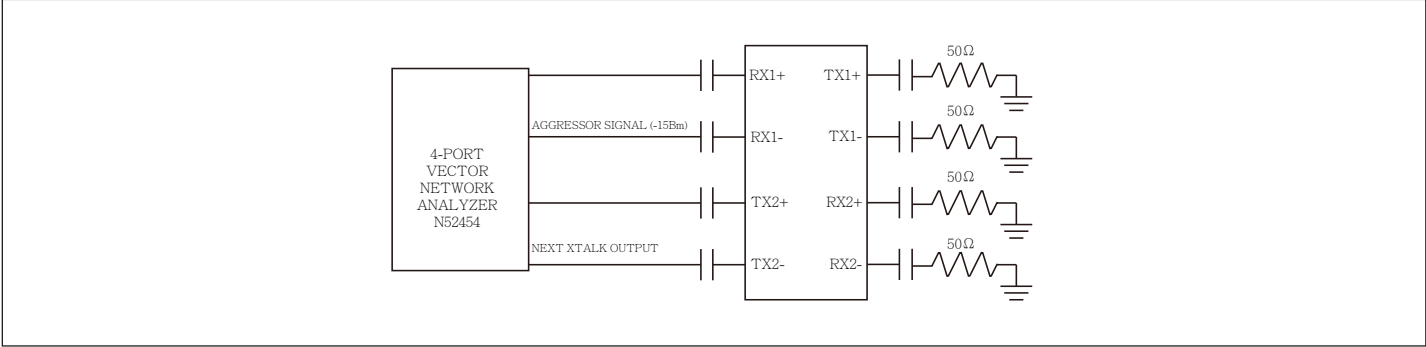 50Ω
RX1+ TX1+
50Ω
AGGRESSOR SIGNAL (-15Bm)
RX1- TX1-
4-PORT
VECTOR
NETWORK
ANALYZER
N52454
50Ω
TX2+ RX2+
50Ω
NEXT XTALK OUTPUT
TX2- RX2-